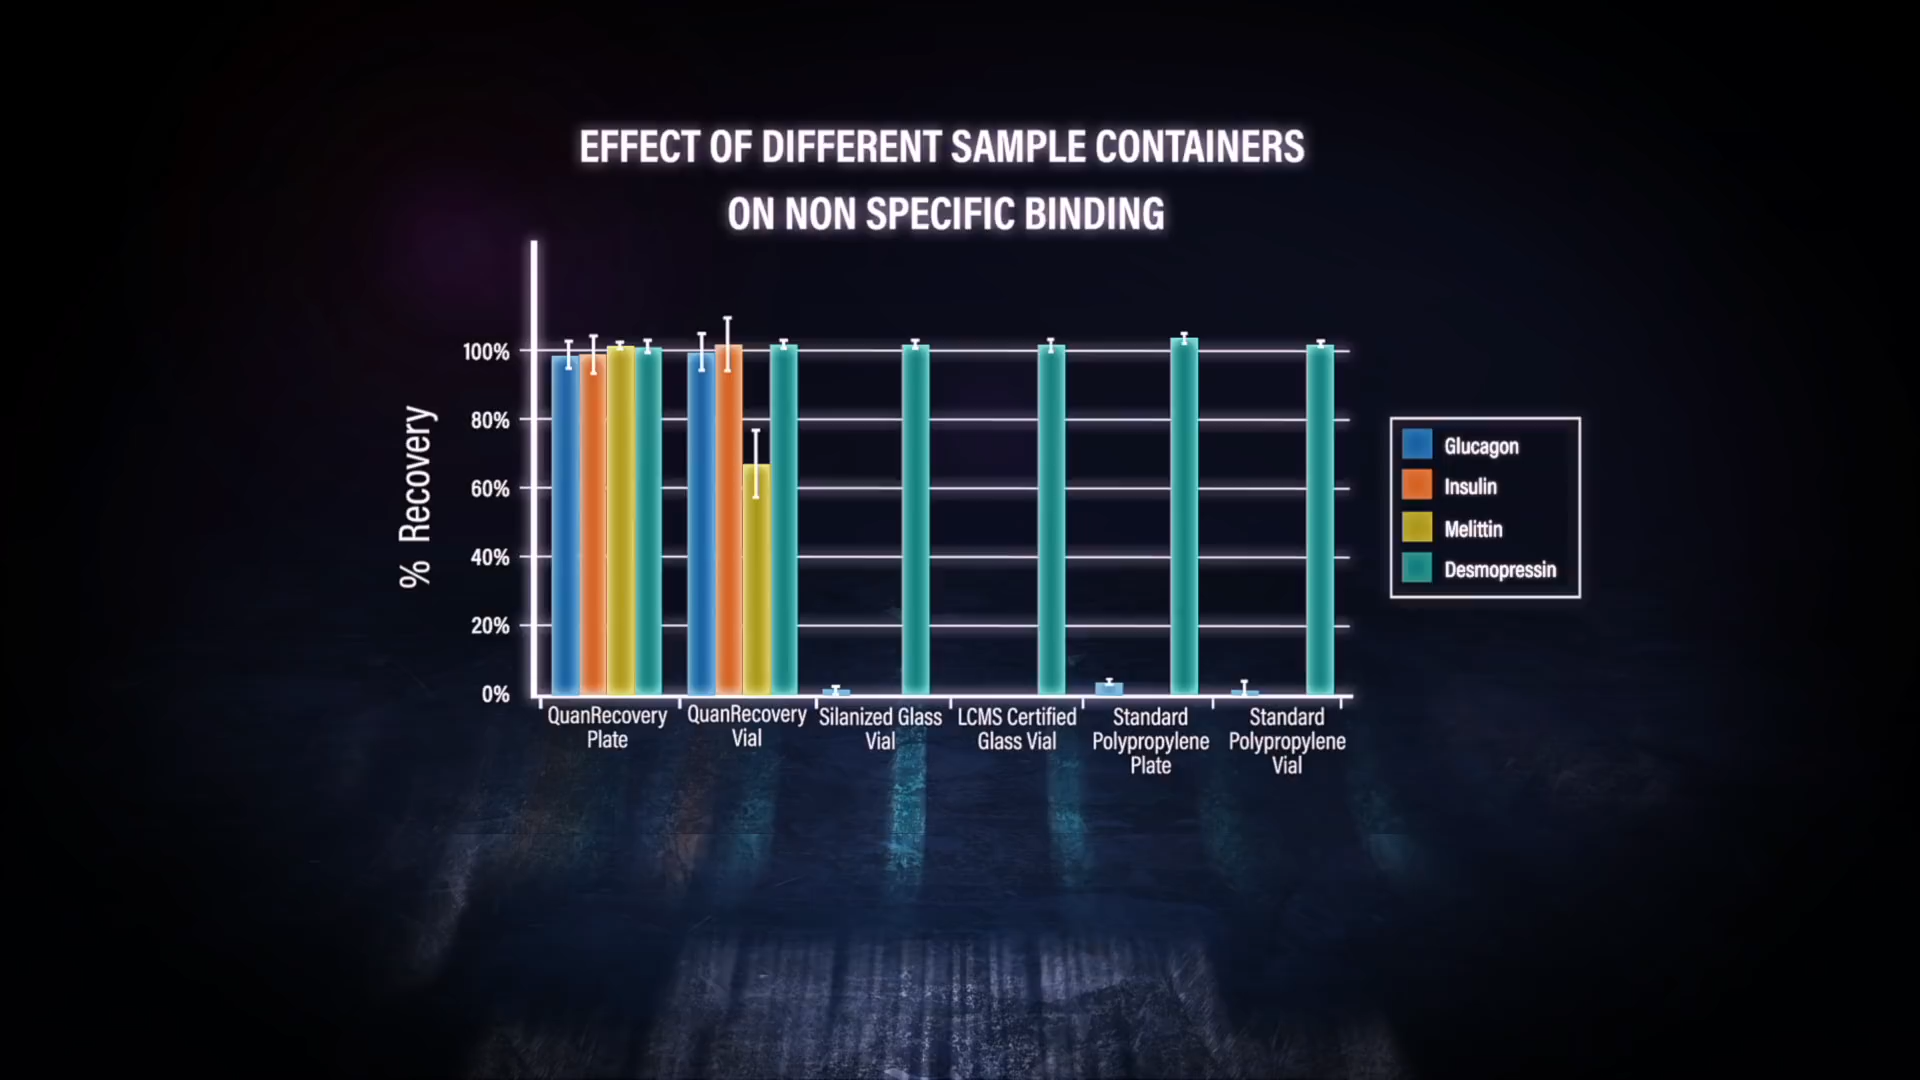 EFFECT OF DIFFERENT SAMPLE CONTAINERS
ON NON SPECIFIC BINDING
% Recovery
100%
80%
60%
40%
20%
0%
QuanRecovery
Plate
QuanRecovery
Vial
Silanized Glass
Vial
LCMS Certified
Glass Vial
Standard
Polypropylene
Plate
Standard
Polypropylene
Vial
Glucagon
Insulin
Melittin
Desmopressin